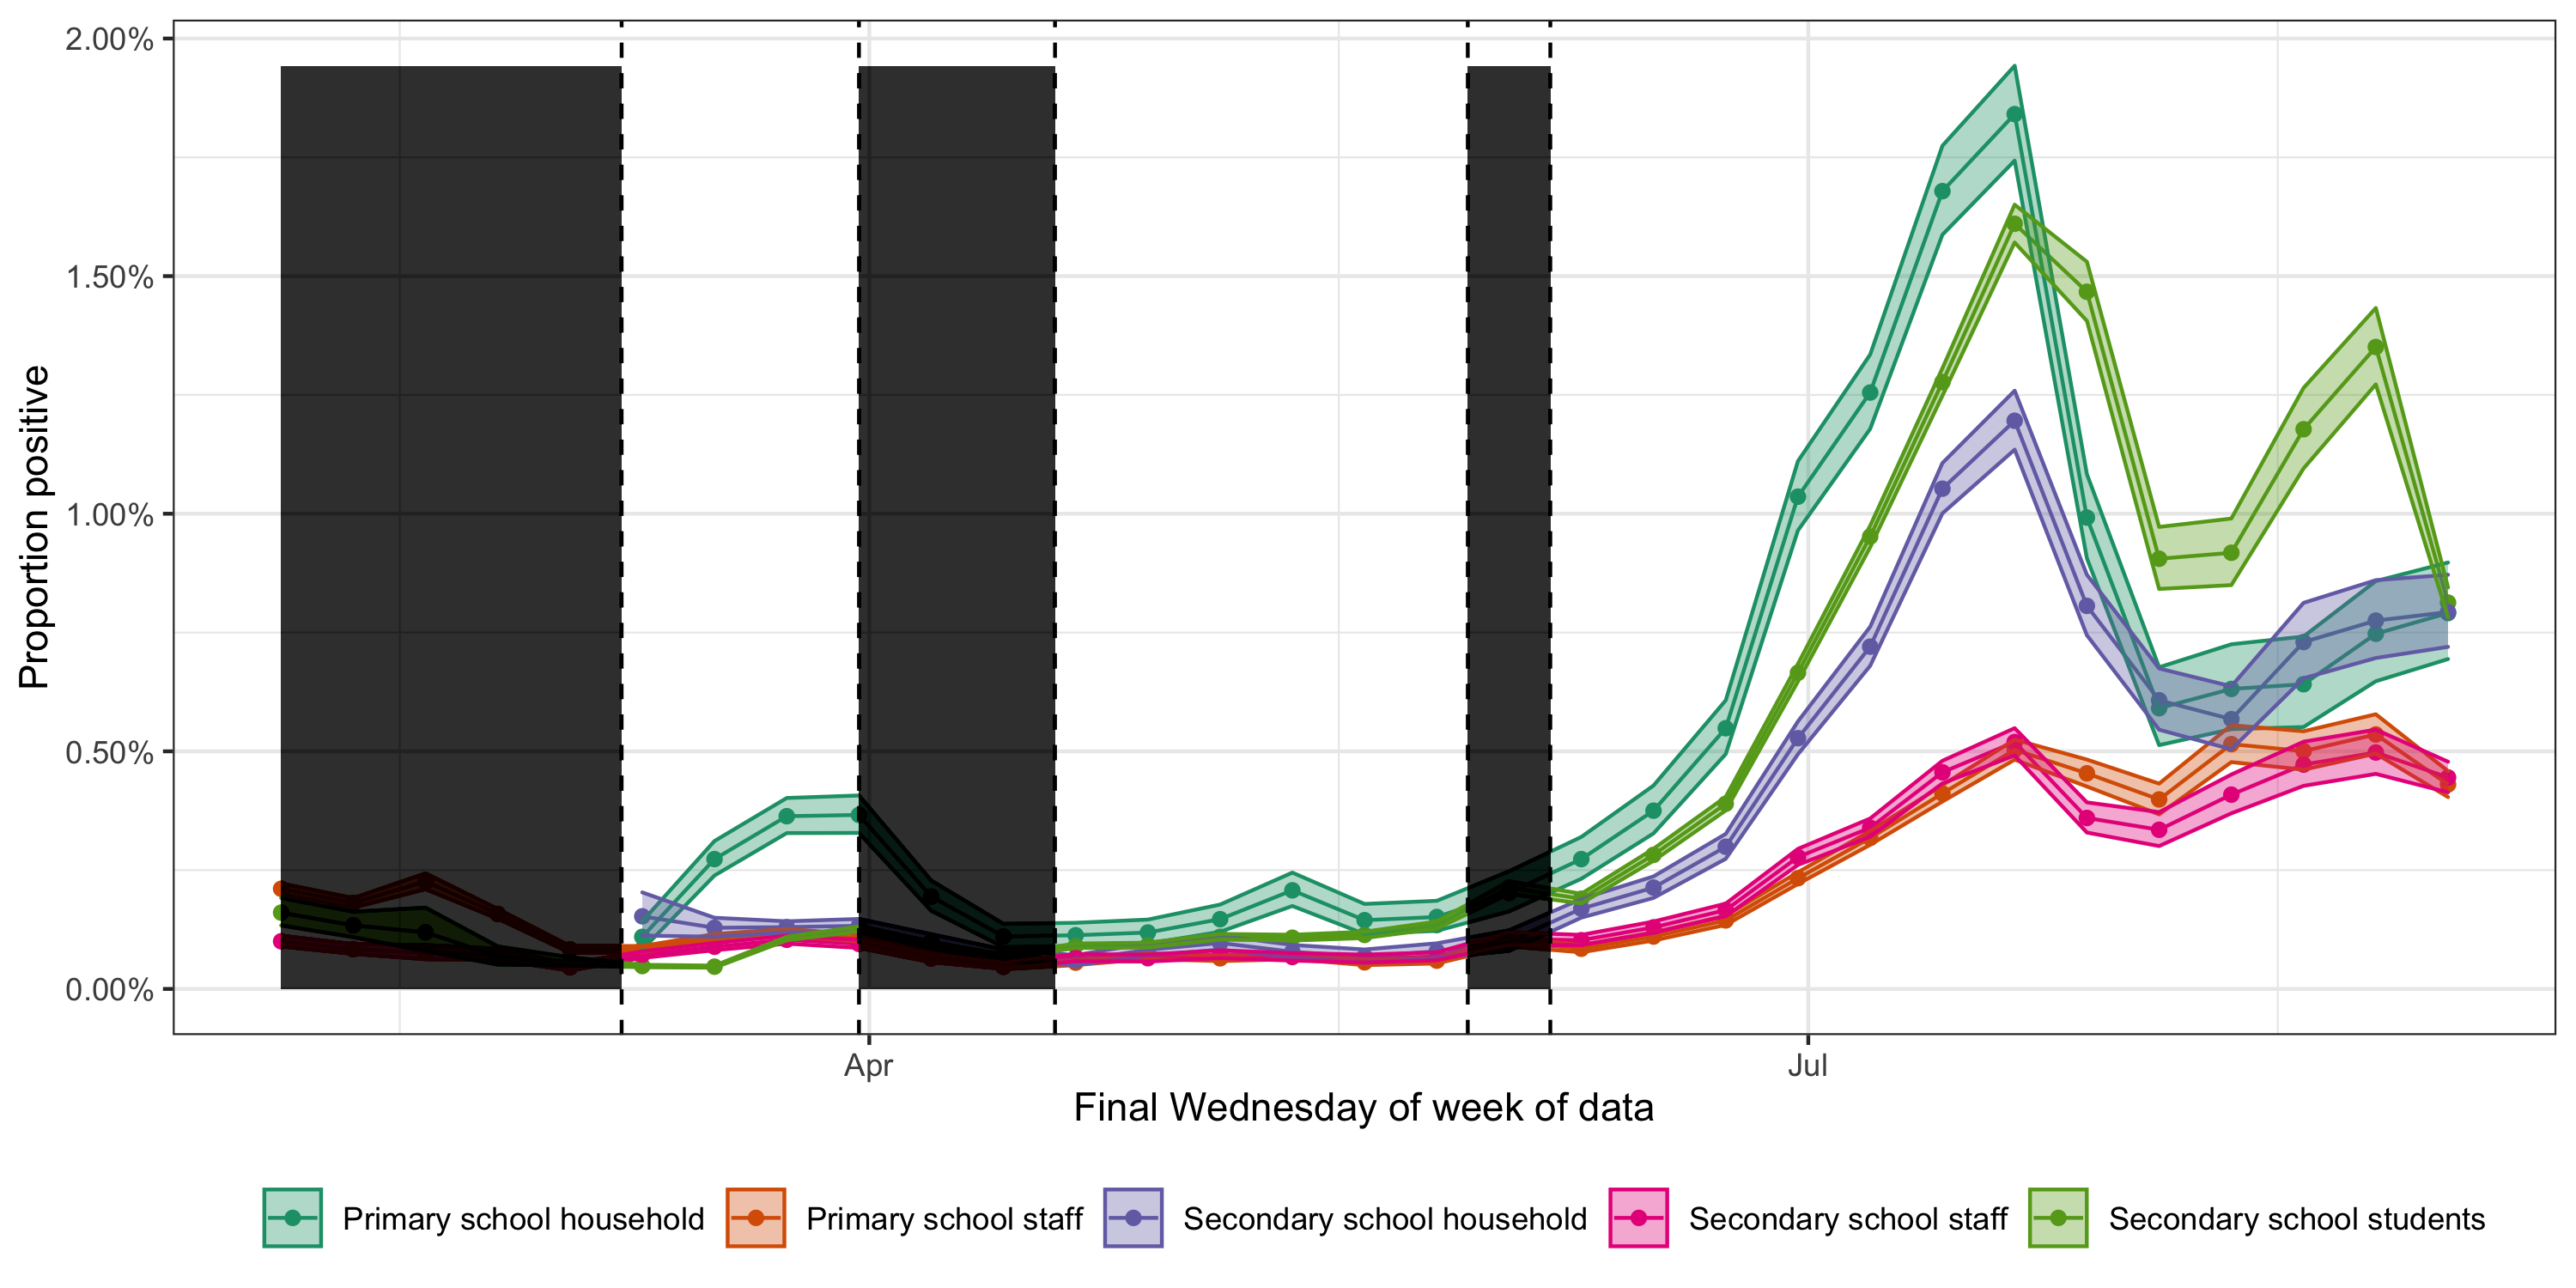 2.00%
1.50%
1.00%
0.50%
0.00%
Proportion positive
Apr Jul
Final Wednesday of week of data
Primary school household Primary school staff Secondary school household Secondary school staff Secondary school students